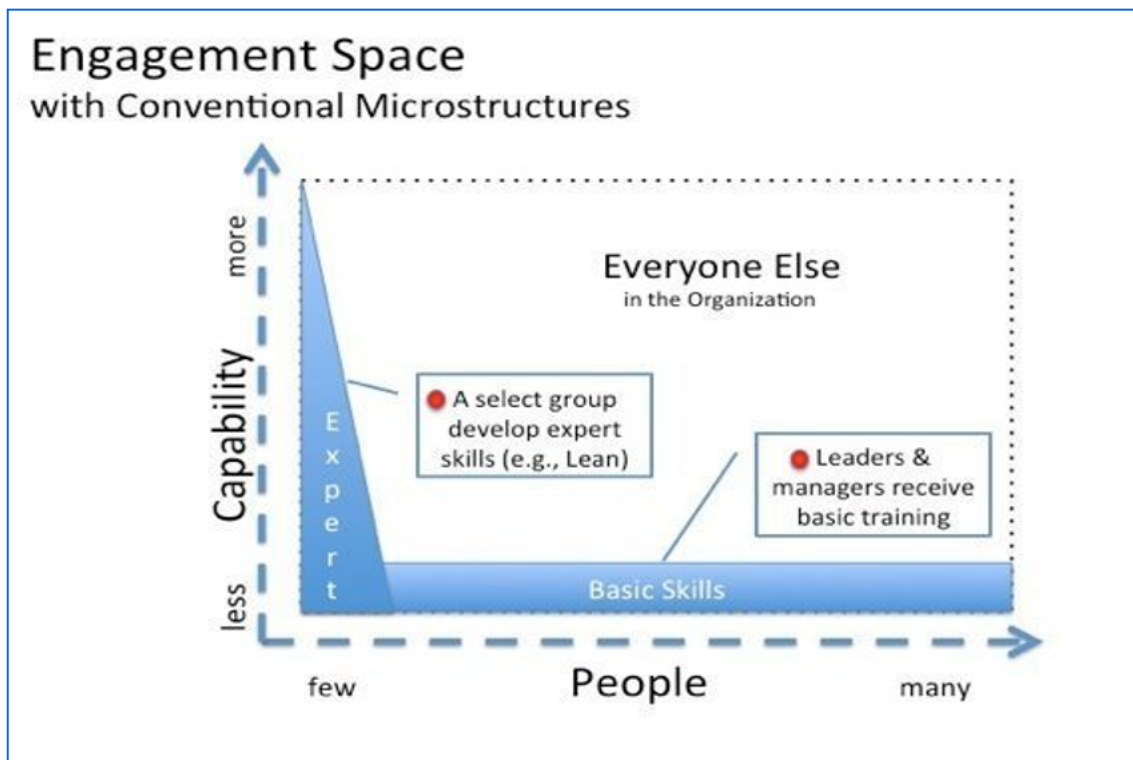 Engagement Space
with Conventional Microstructures
more
Capability
less
Everyone Else
in the Organization
A select group
develop expert
skills (e.g., Lean)
Leaders &
managers receive
basic training
Expert
Basic Skills
few
People
many